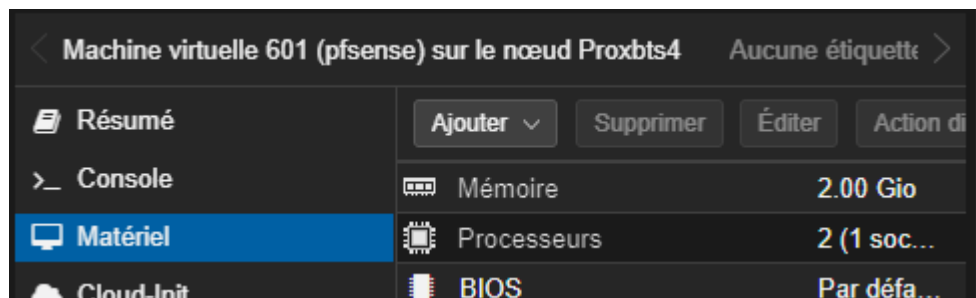 Machine virtuelle 601 (pfsense) sur le nœud Proxbts4 Aucune étiquette
Résumé
Console
Matériel
Cloud-Init
Ajouter Supprimer Éditer Action di
Mémoire 2.00 Gio
Processeurs 2 (1 soc...
BIOS Par défa...